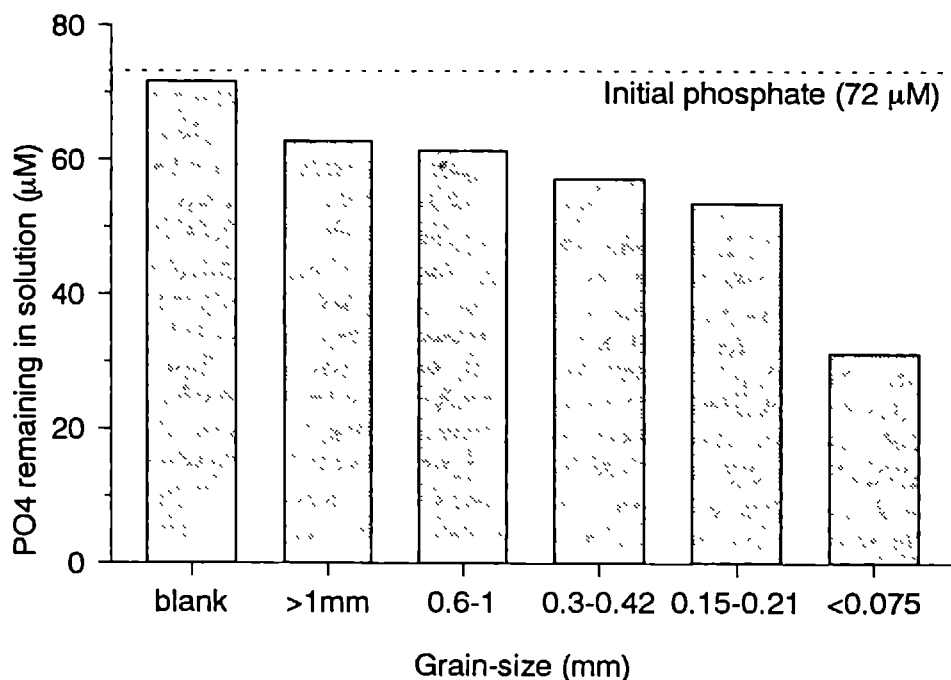 80
Initial phosphate (72 μM)
60
40
20
0
PO4 remaining in solution (μM)
blank >1mm 0.6-1 0.3-0.42 0.15-0.21 <0.075
Grain-size (mm)